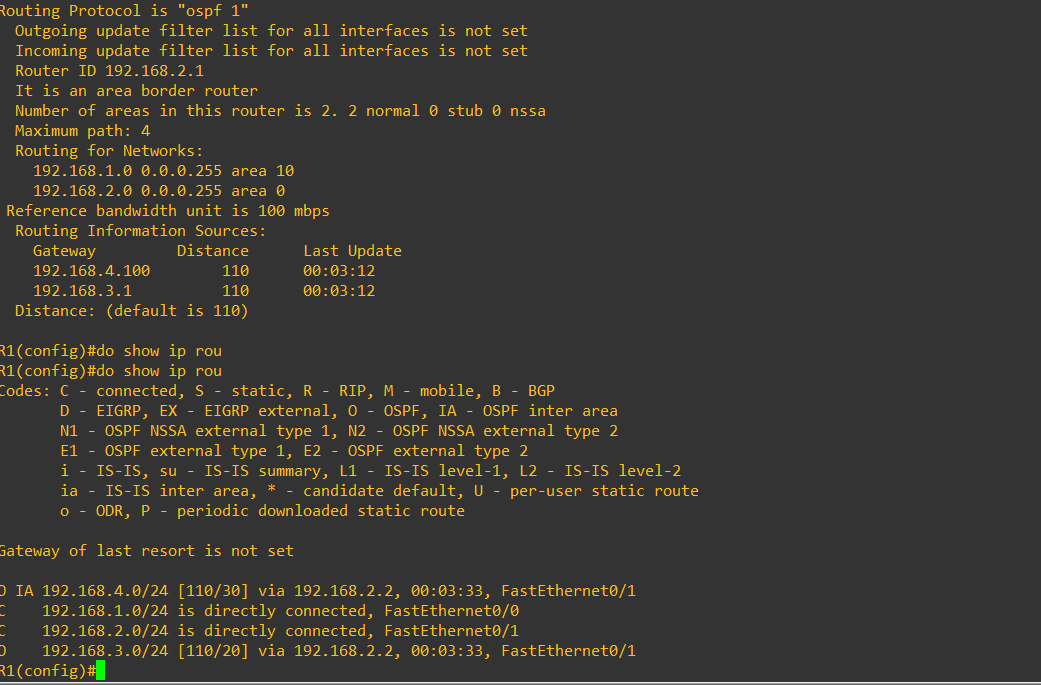 Routing Protocol is "ospf 1"
  Outgoing update filter list for all interfaces is not set
  Incoming update filter list for all interfaces is not set
  Router ID 192.168.2.1
  It is an area border router
  Number of areas in this router is 2. 2 normal 0 stub 0 nssa
  Maximum path: 4
  Routing for Networks:
    192.168.1.0 0.0.0.255 area 10
    192.168.2.0 0.0.0.255 area 0
 Reference bandwidth unit is 100 mbps
  Routing Information Sources:
    Gateway         Distance      Last Update
    192.168.4.100        110      00:03:12
    192.168.3.1          110      00:03:12
  Distance: (default is 110)

R1(config)#do show ip rou
R1(config)#do show ip rou
Codes: C - connected, S - static, R - RIP, M - mobile, B - BGP
       D - EIGRP, EX - EIGRP external, O - OSPF, IA - OSPF inter area
       N1 - OSPF NSSA external type 1, N2 - OSPF NSSA external type 2
       E1 - OSPF external type 1, E2 - OSPF external type 2
       i - IS-IS, su - IS-IS summary, L1 - IS-IS level-1, L2 - IS-IS level-2
       ia - IS-IS inter area, * - candidate default, U - per-user static route
       o - ODR, P - periodic downloaded static route

Gateway of last resort is not set

O IA 192.168.4.0/24 [110/30] via 192.168.2.2, 00:03:33, FastEthernet0/1
C    192.168.1.0/24 is directly connected, FastEthernet0/0
C    192.168.2.0/24 is directly connected, FastEthernet0/1
O    192.168.3.0/24 [110/20] via 192.168.2.2, 00:03:33, FastEthernet0/1
R1(config)#